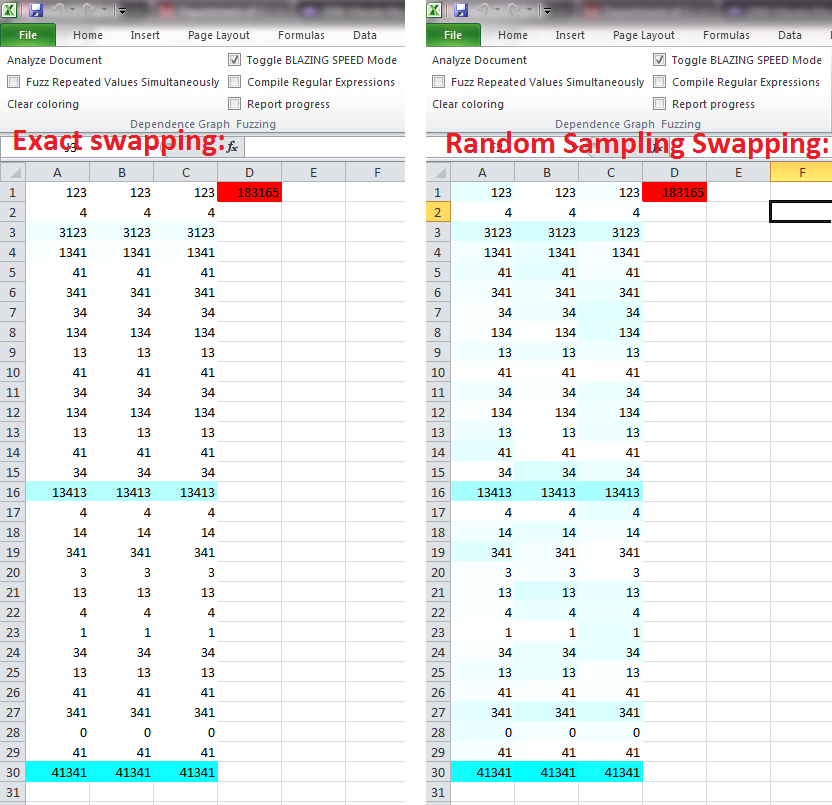 File Home Insert Page Layout Formulas Data
Analyze Document Toggle BLAZING SPEED Mode
Fuzz Repeated Values Simultaneously Compile Regular Expressions
Clear coloring Report progress
Dependence Graph Fuzzing
Exact swapping:
fx
A B C D E F
1 123 123 123 183165
2 4 4 4
3 3123 3123 3123
4 1341 1341 1341
5 41 41 41
6 341 341 341
7 34 34 34
8 134 134 134
9 13 13 13
10 41 41 41
11 34 34 34
12 134 134 134
13 13 13 13
14 41 41 41
15 34 34 34
16 13413 13413 13413
17 4 4 4
18 14 14 14
19 341 341 341
20 3 3 3
21 13 13 13
22 4 4 4
23 1 1 1
24 34 34 34
25 13 13 13
26 41 41 41
27 341 341 341
28 0 0 0
29 41 41 41
30 41341 41341 41341
31
File Home Insert Page Layout Formulas Data
Analyze Document Toggle BLAZING SPEED Mode
Fuzz Repeated Values Simultaneously Compile Regular Expressions
Clear coloring Report progress
Dependence Graph Fuzzing
Random Sampling Swapping:
A B C D E F
1 123 123 123 183165
2 4 4 4
3 3123 3123 3123
4 1341 1341 1341
5 41 41 41
6 341 341 341
7 34 34 34
8 134 134 134
9 13 13 13
10 41 41 41
11 34 34 34
12 134 134 134
13 13 13 13
14 41 41 41
15 34 34 34
16 13413 13413 13413
17 4 4 4
18 14 14 14
19 341 341 341
20 3 3 3
21 13 13 13
22 4 4 4
23 1 1 1
24 34 34 34
25 13 13 13
26 41 41 41
27 341 341 341
28 0 0 0
29 41 41 41
30 41341 41341 41341
31